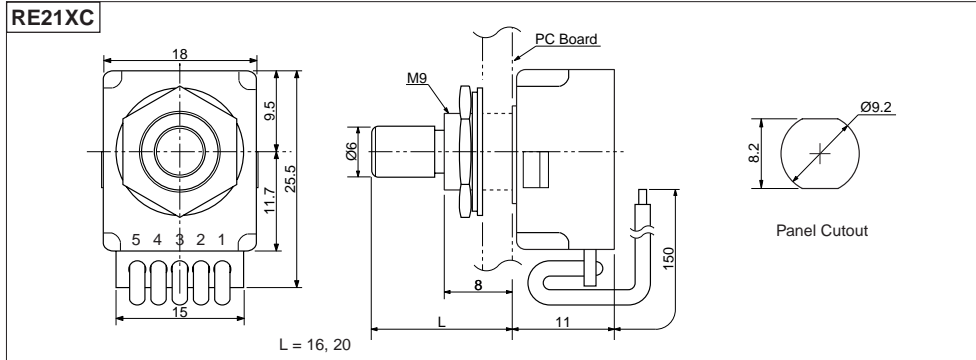 RE21XC
18
9.5
25.5
11.7
5 4 3 2 1
15
PC Board
M9
Ø6
8
L
11
150
L = 16, 20
Ø9.2
8.2
Panel Cutout